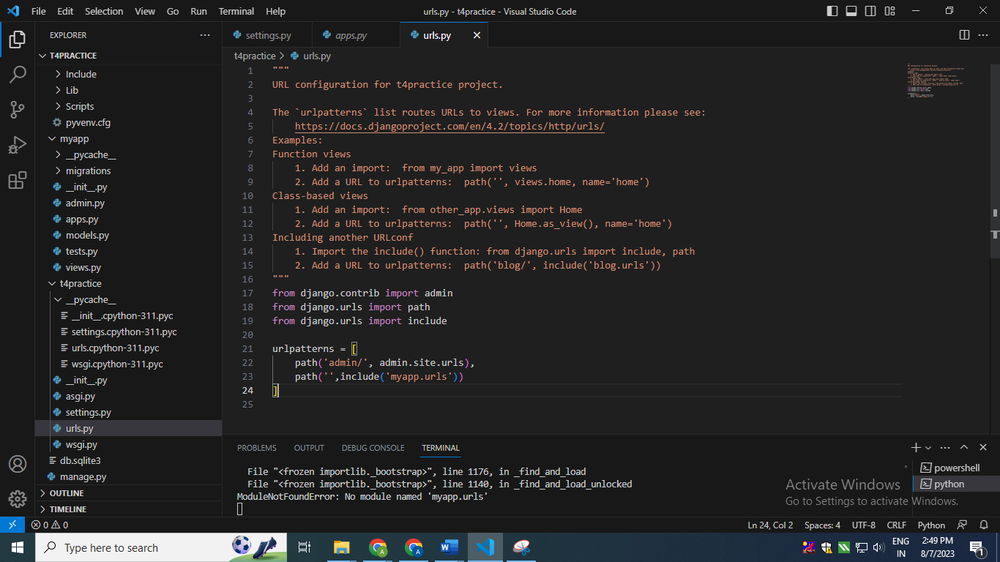 File Edit Selection View Go Run Terminal Help
urls.py - t4practice - Visual Studio Code
EXPLORER
T4PRACTICE
Include
Lib
Scripts
pyvenv.cfg
myapp
__pycache__
migrations
__init__.py
admin.py
apps.py
models.py
tests.py
views.py
t4practice
__pycache__
__init__.cpython-311.pyc
settings.cpython-311.pyc
urls.cpython-311.pyc
wsgi.cpython-311.pyc
__init__.py
asgi.py
settings.py
urls.py
wsgi.py
db.sqlite3
manage.py
OUTLINE
TIMELINE
settings.py apps.py urls.py
t4practice > urls.py
1 """
2 URL configuration for t4practice project.
3
4 The `urlpatterns` list routes URLs to views. For more information please see:
5     https://docs.djangoproject.com/en/4.2/topics/http/urls/
6 Examples:
7 Function views
8     1. Add an import:  from my_app import views
9     2. Add a URL to urlpatterns:  path('', views.home, name='home')
10 Class-based views
11     1. Add an import:  from other_app.views import Home
12     2. Add a URL to urlpatterns:  path('', Home.as_view(), name='home')
13 Including another URLconf
14     1. Import the include() function: from django.urls import include, path
15     2. Add a URL to urlpatterns:  path('blog/', include('blog.urls'))
16 """
17 from django.contrib import admin
18 from django.urls import path
19 from django.urls import include
20
21 urlpatterns = [
22     path('admin/', admin.site.urls),
23     path('',include('myapp.urls'))
24 ]
25
PROBLEMS OUTPUT DEBUG CONSOLE TERMINAL
File "<frozen importlib._bootstrap>", line 1176, in _find_and_load
File "<frozen importlib._bootstrap>", line 1140, in _find_and_load_unlocked
ModuleNotFoundError: No module named 'myapp.urls'
powershell
python
Activate Windows
Go to Settings to activate Windows.
0 0
Ln 24, Col 2 Spaces: 4 UTF-8 CRLF Python
Type here to search
ENG
IN
2:49 PM
8/7/2023
1